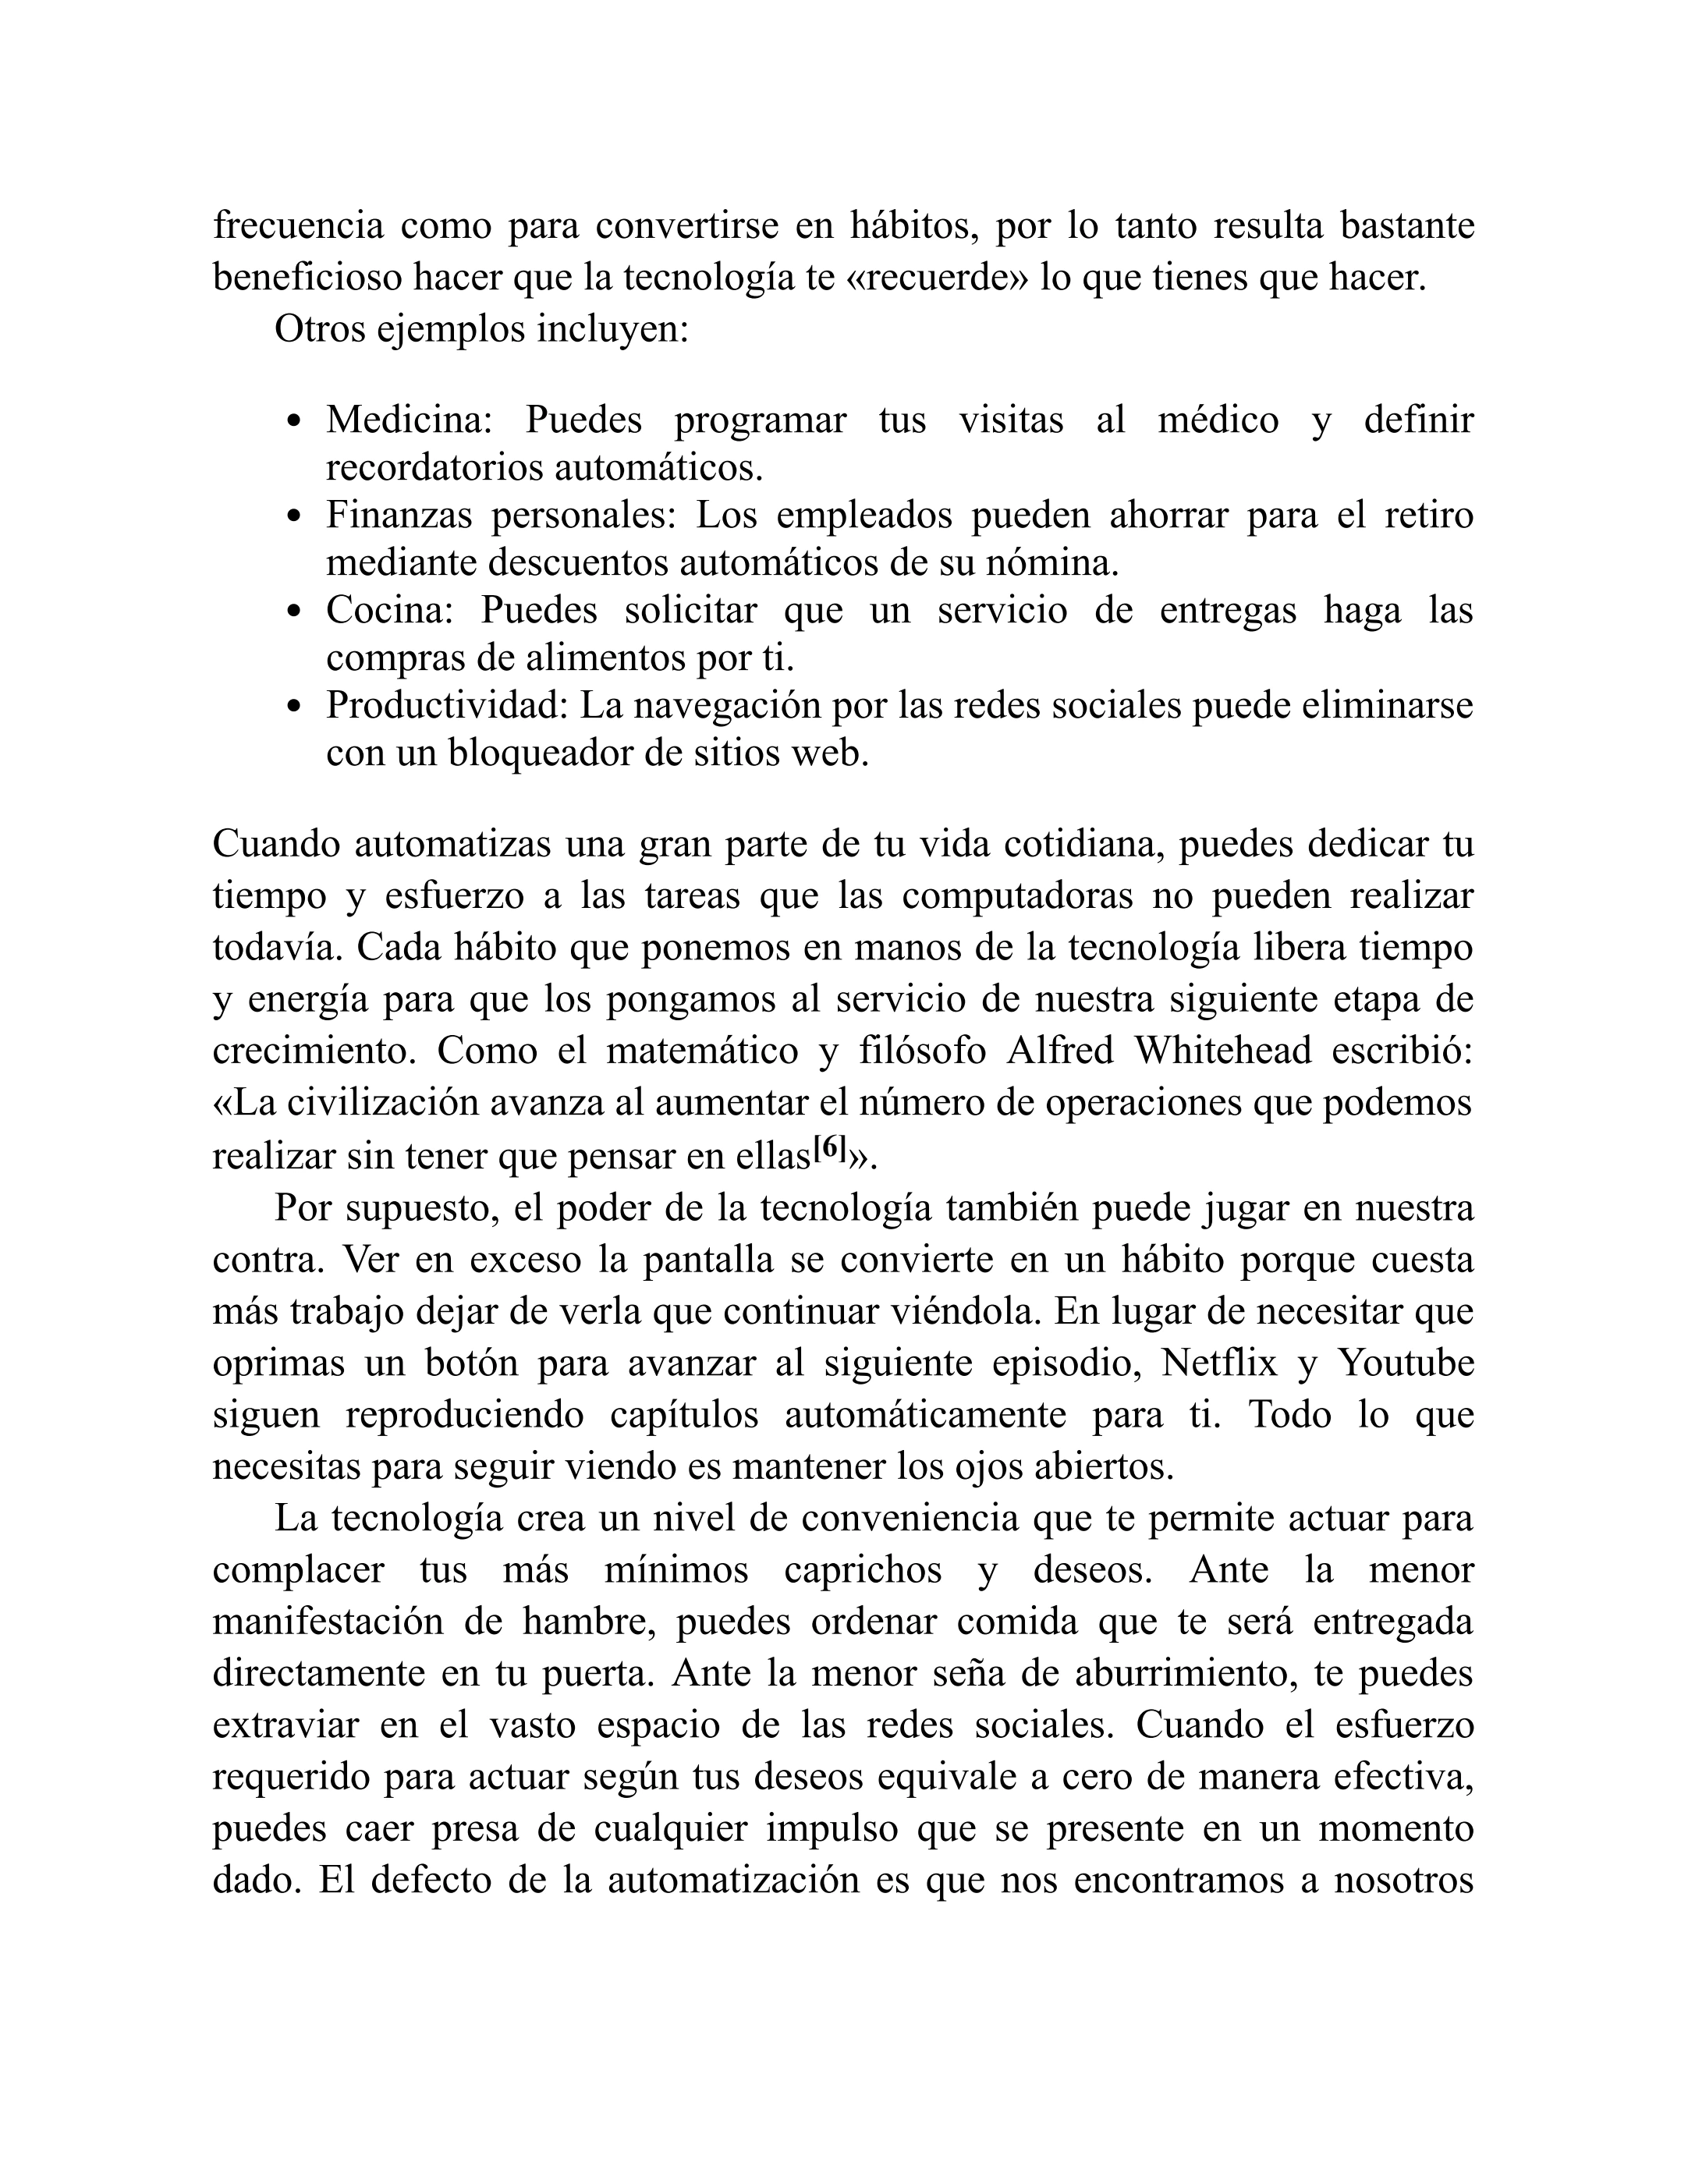 frecuencia como para convertirse en hábitos, por lo tanto resulta bastante
beneficioso hacer que la tecnología te «recuerde» lo que tienes que hacer.
Otros ejemplos incluyen:
• Medicina: Puedes programar tus visitas al médico y definir
recordatorios automáticos.
• Finanzas personales: Los empleados pueden ahorrar para el retiro
mediante descuentos automáticos de su nómina.
• Cocina: Puedes solicitar que un servicio de entregas haga las
compras de alimentos por ti.
• Productividad: La navegación por las redes sociales puede eliminarse
con un bloqueador de sitios web.
Cuando automatizas una gran parte de tu vida cotidiana, puedes dedicar tu
tiempo y esfuerzo a las tareas que las computadoras no pueden realizar
todavía. Cada hábito que ponemos en manos de la tecnología libera tiempo
y energía para que los pongamos al servicio de nuestra siguiente etapa de
crecimiento. Como el matemático y filósofo Alfred Whitehead escribió:
«La civilización avanza al aumentar el número de operaciones que podemos
realizar sin tener que pensar en ellas[6]».
Por supuesto, el poder de la tecnología también puede jugar en nuestra
contra. Ver en exceso la pantalla se convierte en un hábito porque cuesta
más trabajo dejar de verla que continuar viéndola. En lugar de necesitar que
oprimas un botón para avanzar al siguiente episodio, Netflix y Youtube
siguen reproduciendo capítulos automáticamente para ti. Todo lo que
necesitas para seguir viendo es mantener los ojos abiertos.
La tecnología crea un nivel de conveniencia que te permite actuar para
complacer tus más mínimos caprichos y deseos. Ante la menor
manifestación de hambre, puedes ordenar comida que te será entregada
directamente en tu puerta. Ante la menor seña de aburrimiento, te puedes
extraviar en el vasto espacio de las redes sociales. Cuando el esfuerzo
requerido para actuar según tus deseos equivale a cero de manera efectiva,
puedes caer presa de cualquier impulso que se presente en un momento
dado. El defecto de la automatización es que nos encontramos a nosotros